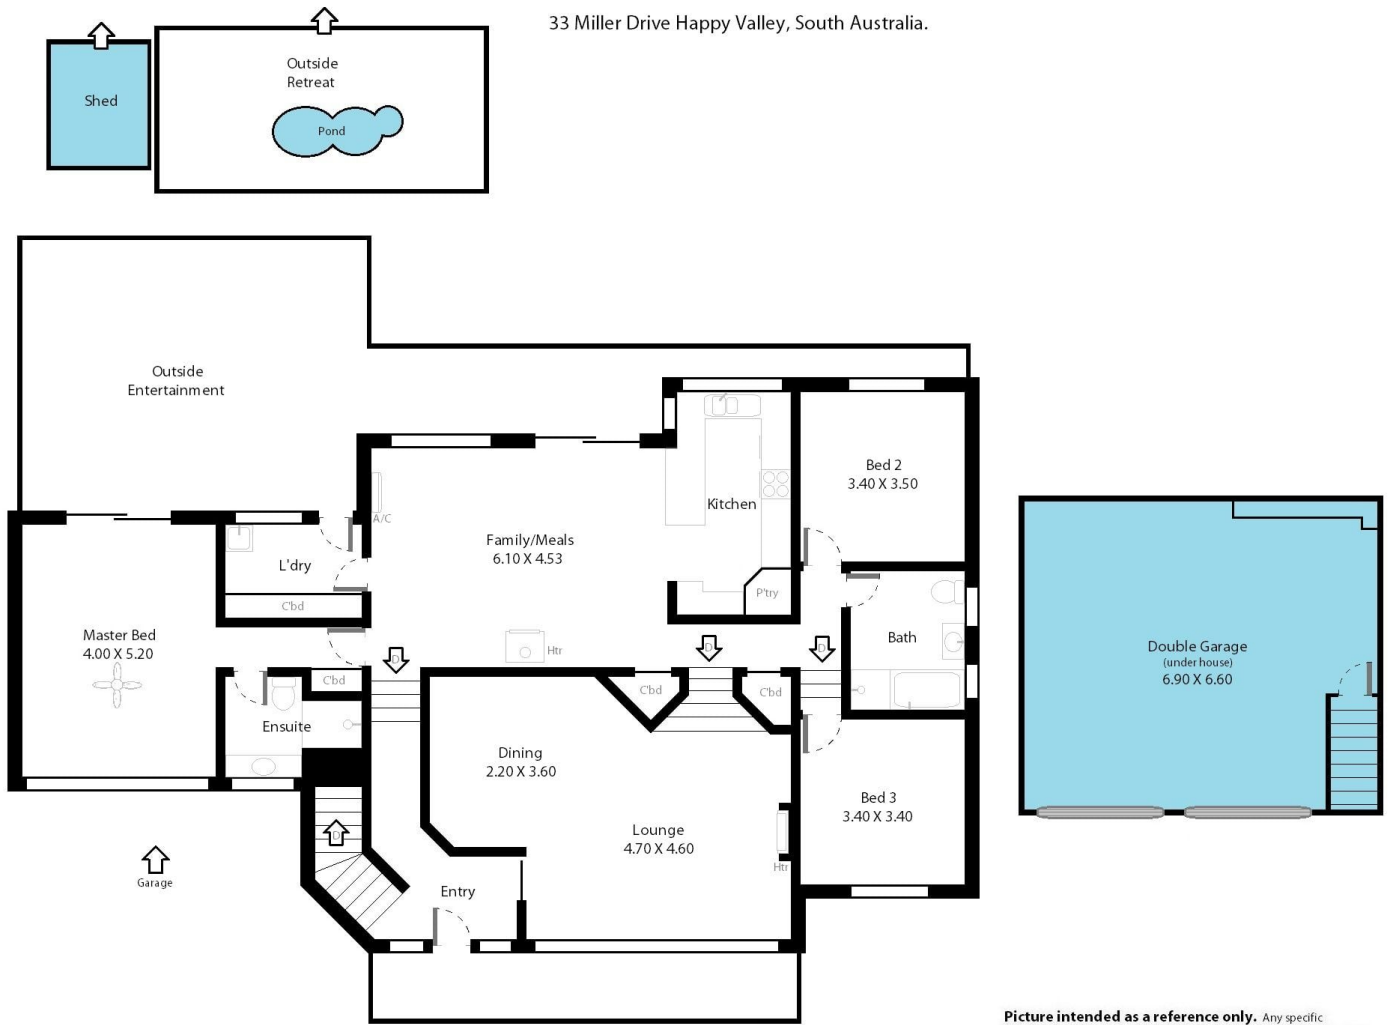 33 Miller Drive Happy Valley, South Australia.
Outside
Retreat
Shed
Pond
Outside
Entertainment
Bed 2
3.40 X 3.50
Kitchen
A/C
Family/Meals
6.10 X 4.53
L'dry
C'bd
P'try
Master Bed
4.00 X 5.20
Bath
Double Garage
(under house)
6.90 X 6.60
D
D
D
Htr
C'bd
C'bd
C'bd
Ensuite
Dining
2.20 X 3.60
Bed 3
3.40 X 3.40
Lounge
4.70 X 4.60
D
Htr
Garage
Entry
Picture intended as a reference only. Any specific